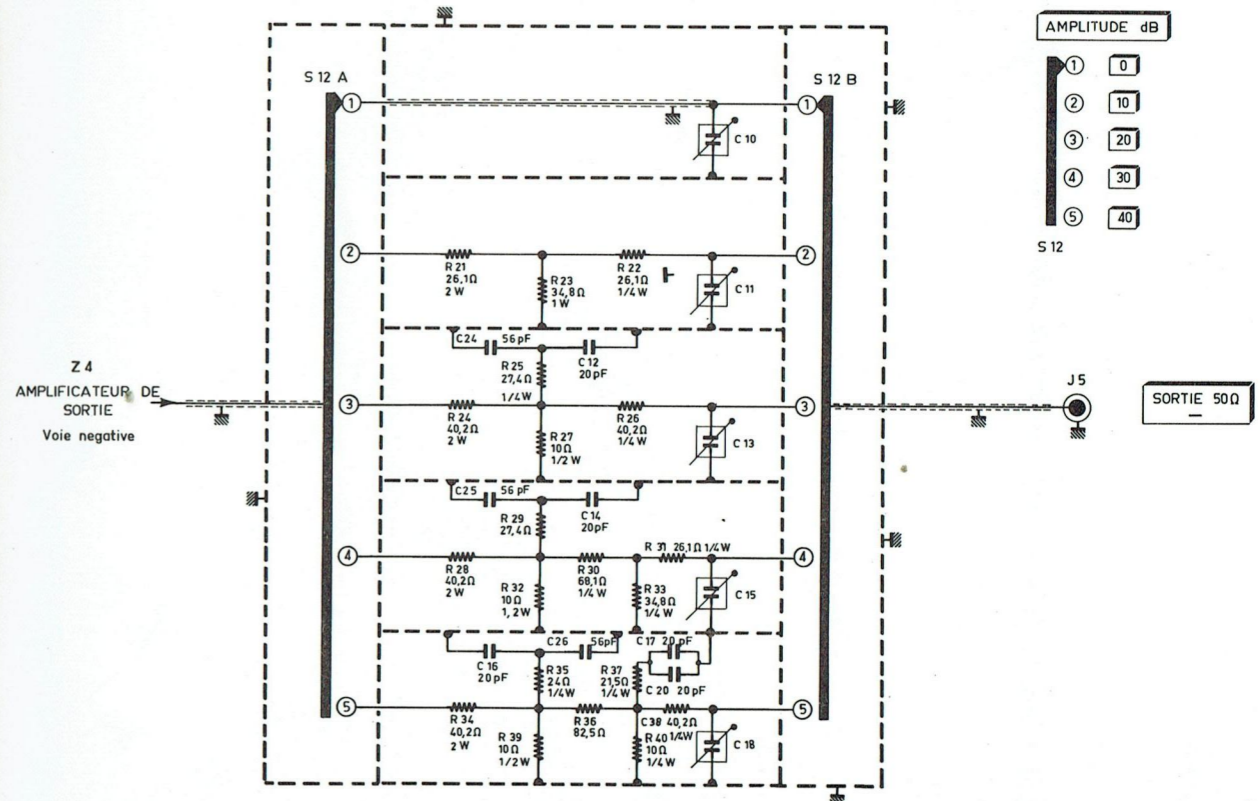 AMPLITUDE dB
1 0
2 10
3 20
4 30
5 40
S 12
S 12 A
S 12 B
1
1
C 10
2
2
R 21
26,1Ω
2 W
R 23
34,8Ω
1 W
R 22
26,1Ω
1/4 W
C 11
C24 56 pF
C 12
20 pF
R 25
27,4Ω
1/4 W
Z 4
AMPLIFICATEUR DE
SORTIE
Voie negative
3
3
R 24
40,2Ω
2 W
R 27
10Ω
1/2 W
R 26
40,2Ω
1/4 W
C 13
J 5
SORTIE 50Ω
–
C25 56 pF
C 14
20pF
R 29
27,4Ω
4
4
R 28
40,2Ω
2 W
R 32
10Ω
1,2W
R 30
68,1Ω
1/4 W
R 31 26,1Ω 1/4W
R 33
34,8Ω
1/4 W
C 15
C 16
20 pF
C26 56pF
C 17 20 pF
R 35
24Ω
1/4 W
R 37
21,5Ω
1/4 W
C 20 20 pF
5
5
R 34
40,2Ω
2 W
R 39
10Ω
1/2 W
R 36
82,5Ω
C38 40,2Ω
1/4W
R 40
10Ω
1/4 W
C 18